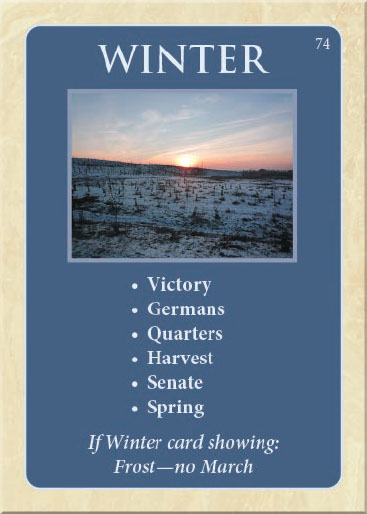 74
WINTER
• Victory
• Germans
• Quarters
• Harvest
• Senate
• Spring
If Winter card showing:
Frost—no March